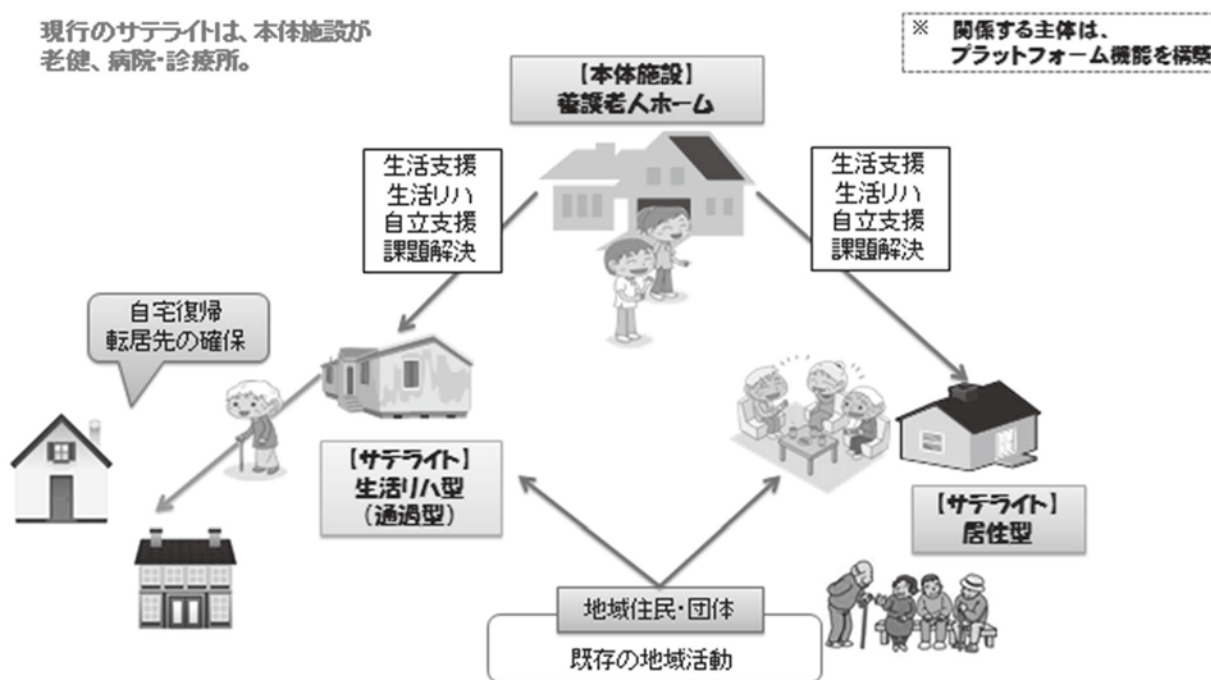 現行のサテライトは、本体施設が
老健、病院・診療所。
※ 関係する主体は、
プラットフォーム機能を構築
【本体施設】
養護老人ホーム
生活支援
生活リハ
自立支援
課題解決
生活支援
生活リハ
自立支援
課題解決
自宅復帰
転居先の確保
【サテライト】
生活リハ型
（通過型）
【サテライト】
居住型
地域住民・団体
既存の地域活動